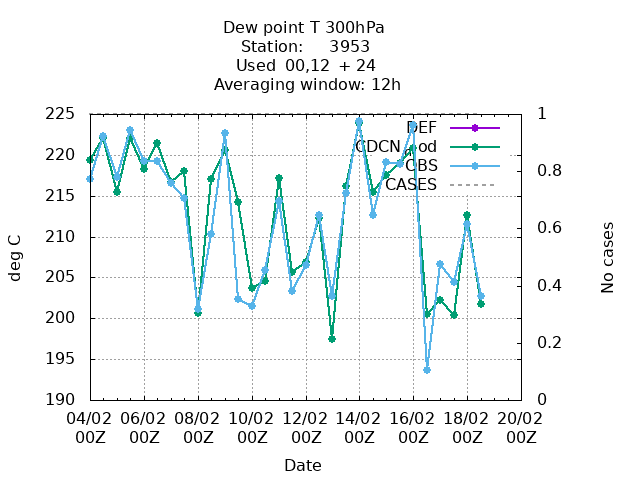 Dew point T 300hPa
Station: 3953
Used 00,12 + 24
Averaging window: 12h
225
220
215
210
205
200
195
190
1
0.8
0.6
0.4
0.2
0
deg C
No cases
DEF
OBS
CASES
04/02 06/02 08/02 10/02 12/02 14/02 16/02 18/02 20/02
00Z 00Z 00Z 00Z 00Z 00Z 00Z 00Z 00Z
Date